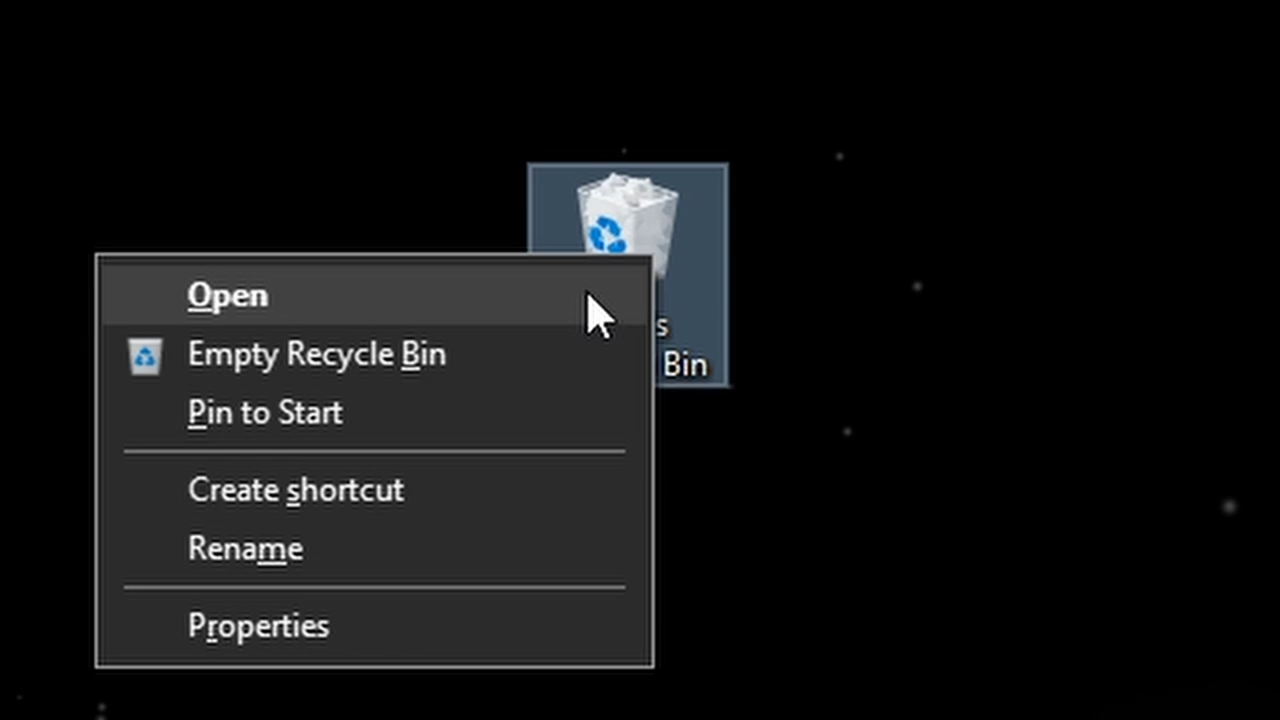 Open
Empty Recycle Bin
Pin to Start
Create shortcut
Rename
Properties
s
Bin